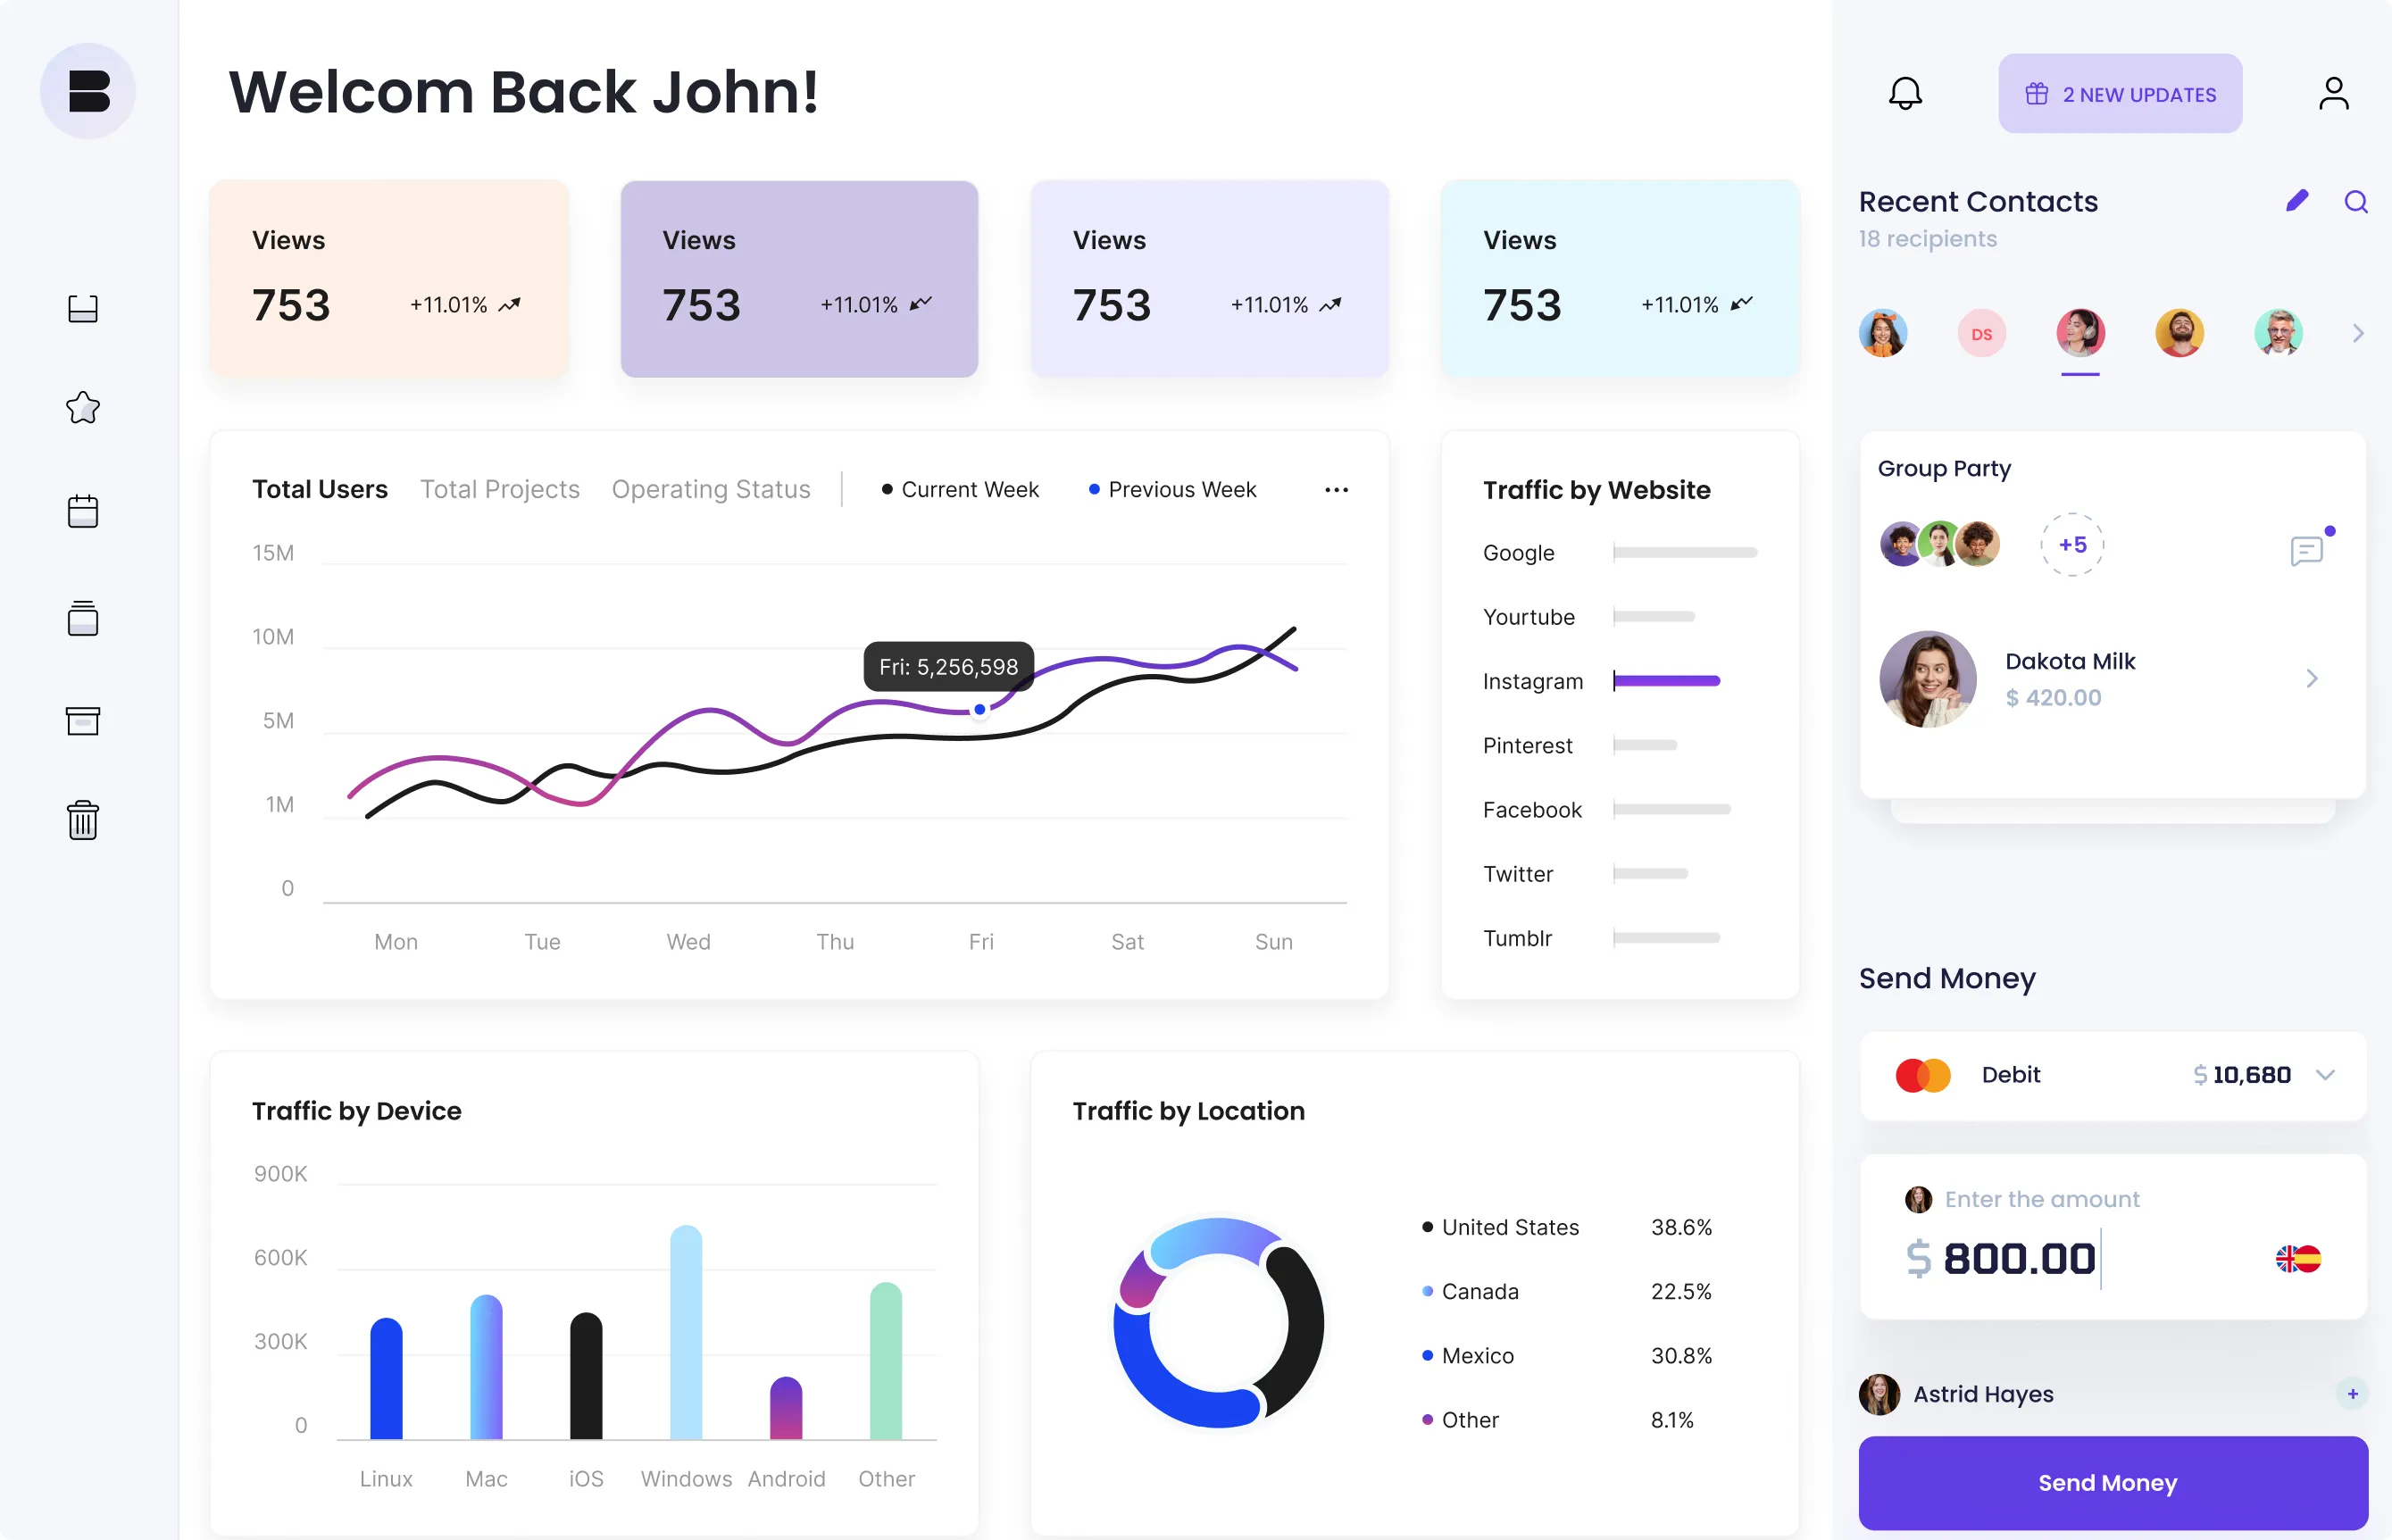 B
Welcom Back John!
2 NEW UPDATES
Views
753 +11.01%
Views
753 +11.01%
Views
753 +11.01%
Views
753 +11.01%
Total Users Total Projects Operating Status Current Week Previous Week
15M
10M
5M
1M
0
Fri: 5,256,598
Mon Tue Wed Thu Fri Sat Sun
Traffic by Website
Google
Yourtube
Instagram
Pinterest
Facebook
Twitter
Tumblr
Traffic by Device
900K
600K
300K
0
Linux Mac iOS Windows Android Other
Traffic by Location
United States 38.6%
Canada 22.5%
Mexico 30.8%
Other 8.1%
Recent Contacts
18 recipients
DS
Group Party
+5
Dakota Milk
$ 420.00
Send Money
Debit $ 10,680
Enter the amount
$ 800.00
Astrid Hayes +
Send Money